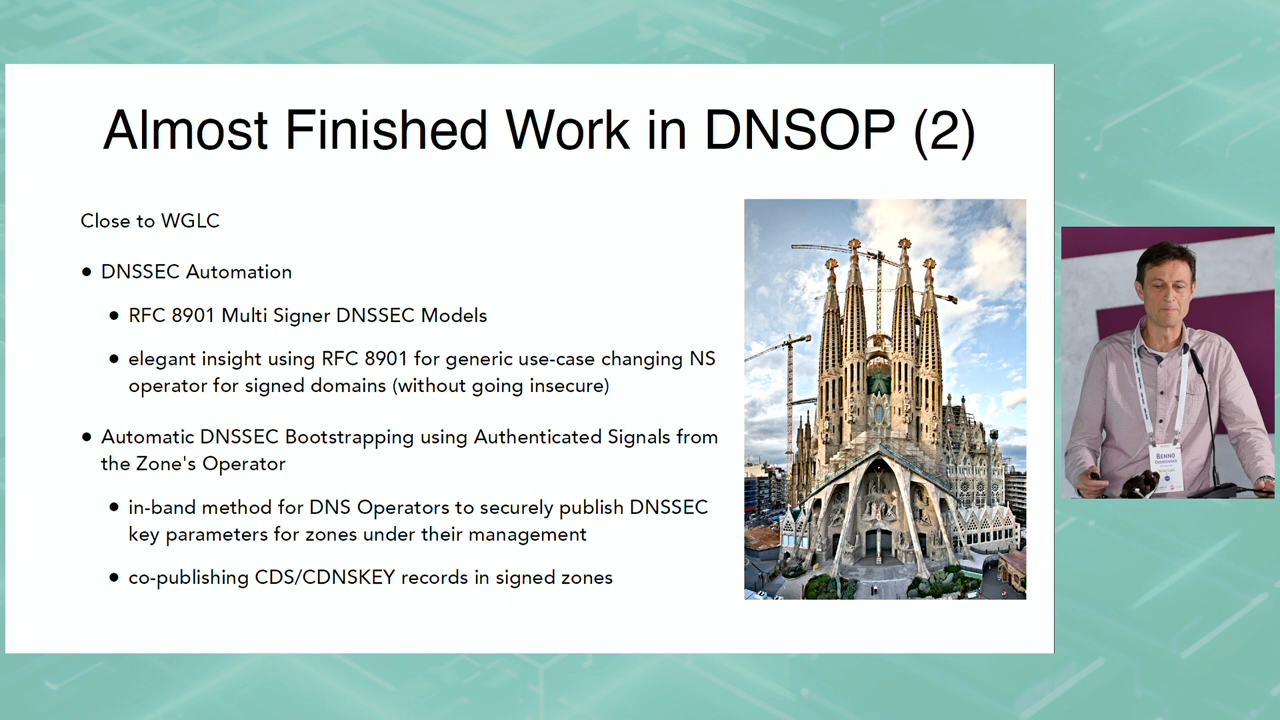 Almost Finished Work in DNSOP (2)
Close to WGLC
• DNSSEC Automation
• RFC 8901 Multi Signer DNSSEC Models
• elegant insight using RFC 8901 for generic use-case changing NS
operator for signed domains (without going insecure)
• Automatic DNSSEC Bootstrapping using Authenticated Signals from
the Zone's Operator
• in-band method for DNS Operators to securely publish DNSSEC
key parameters for zones under their management
• co-publishing CDS/CDNSKEY records in signed zones
BENNO